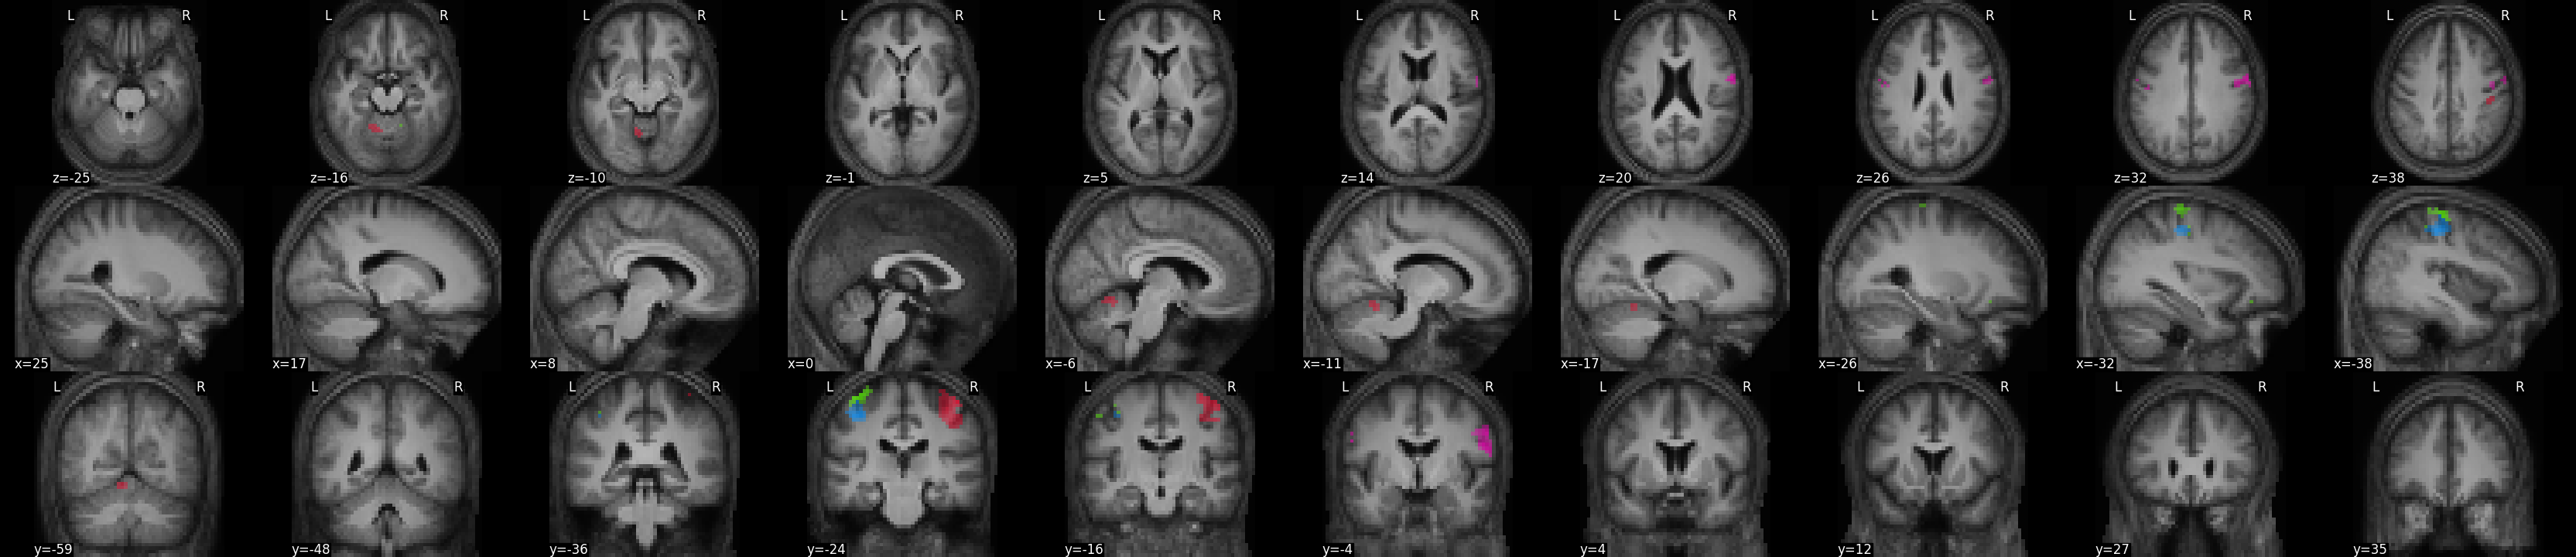 L R L R L R L R L R L R L R L R L R L R
z=-25 z=-16 z=-10 z=-1 z=5 z=14 z=20 z=26 z=32 z=38
x=25 x=17 x=8 x=0 x=-6 x=-11 x=-17 x=-26 x=-32 x=-38
L R L R L R L R L R L R L R L R L R L R
y=-59 y=-48 y=-36 y=-24 y=-16 y=-4 y=4 y=12 y=27 y=35